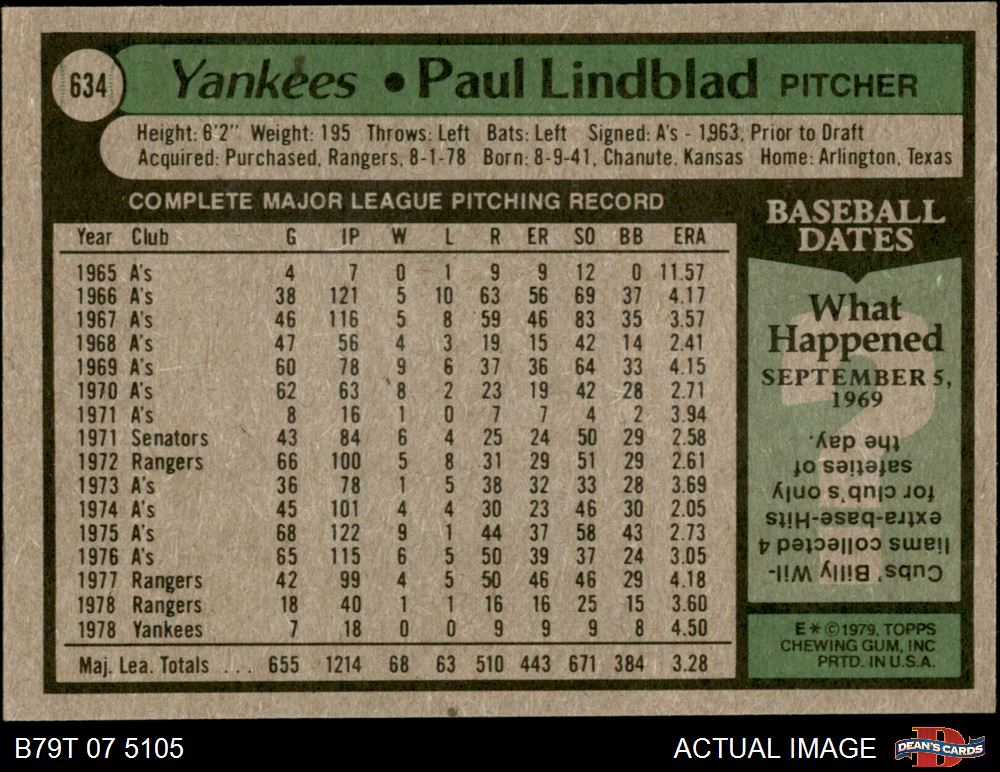 634
Yankees • Paul Lindblad PITCHER
Height: 6'2" Weight: 195 Throws: Left Bats: Left Signed: A's - 1963, Prior to Draft
Acquired: Purchased, Rangers, 8-1-78 Born: 8-9-41, Chanute, Kansas Home: Arlington, Texas
COMPLETE MAJOR LEAGUE PITCHING RECORD
Year Club G IP W L R ER SO BB ERA
1965 A's 4 7 0 1 9 9 12 0 11.57
1966 A's 38 121 5 10 63 56 69 37 4.17
1967 A's 46 116 5 8 59 46 83 35 3.57
1968 A's 47 56 4 3 19 15 42 14 2.41
1969 A's 60 78 9 6 37 36 64 33 4.15
1970 A's 62 63 8 2 23 19 42 28 2.71
1971 A's 8 16 1 0 7 7 4 2 3.94
1971 Senators 43 84 6 4 25 24 50 29 2.58
1972 Rangers 66 100 5 8 31 29 51 29 2.61
1973 A's 36 78 1 5 38 32 33 28 3.69
1974 A's 45 101 4 4 30 23 46 30 2.05
1975 A's 68 122 9 1 44 37 58 43 2.73
1976 A's 65 115 6 5 50 39 37 24 3.05
1977 Rangers 42 99 4 5 50 46 46 29 4.18
1978 Rangers 18 40 1 1 16 16 25 15 3.60
1978 Yankees 7 18 0 0 9 9 9 8 4.50
Maj. Lea. Totals . . . 655 1214 68 63 510 443 671 384 3.28
BASEBALL
DATES
What
Happened
SEPTEMBER 5,
1969
Cubs' Billy Wil-
liams collected 4
extra-base-Hits
for club's only
safeties of
the day.
E * © 1979, TOPPS
CHEWING GUM, INC
PRTD. IN U.S.A.
B79T 07 5105
ACTUAL IMAGE
DEAN'S CARDS